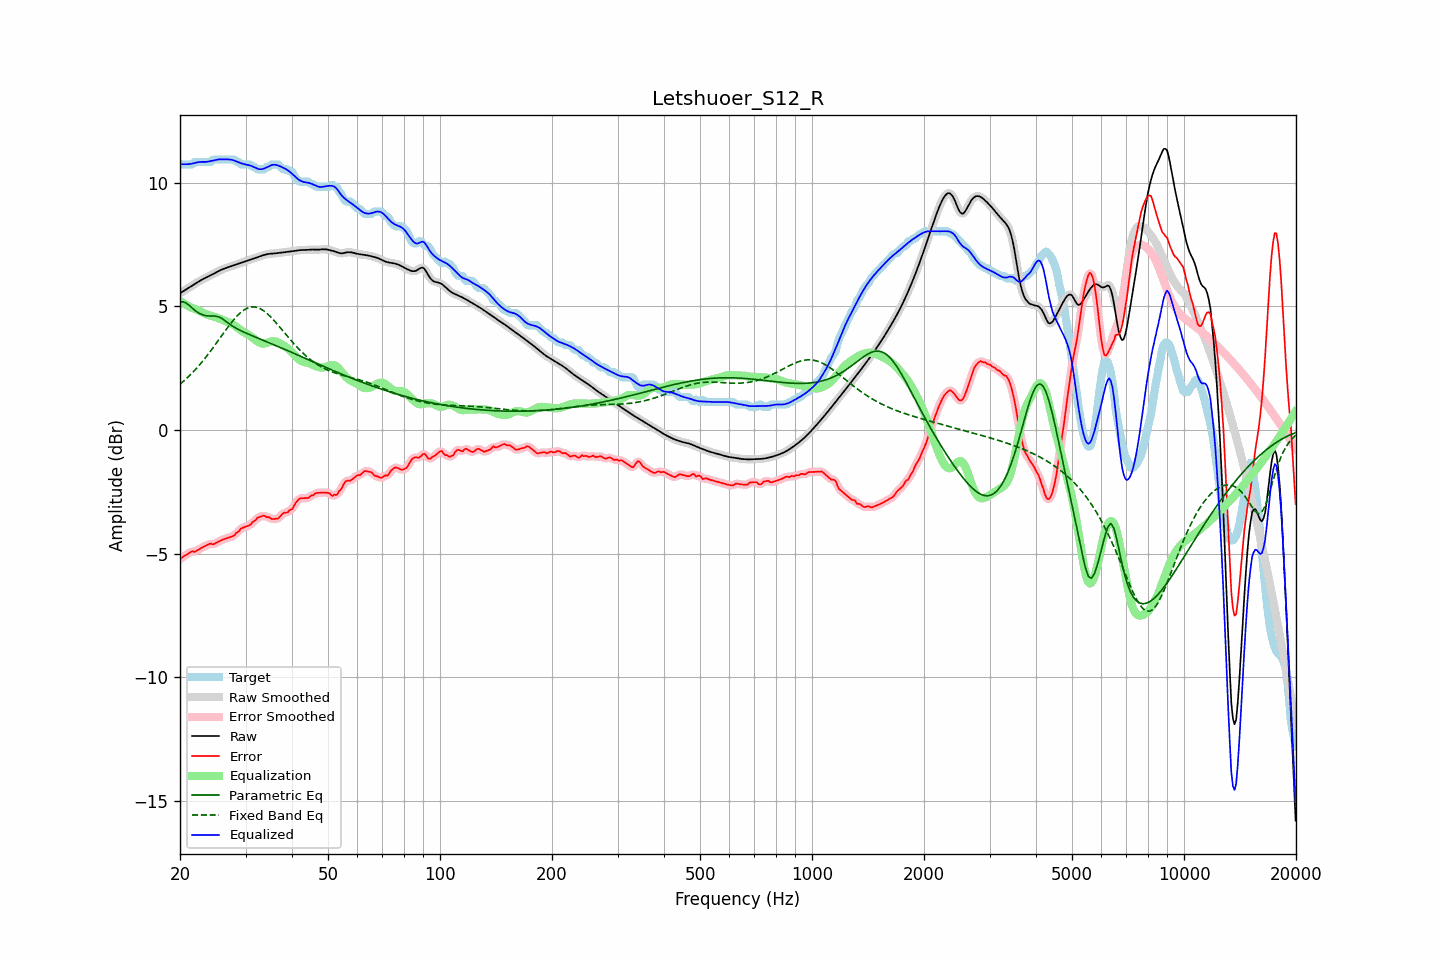 Letshuoer_S12_R
Amplitude (dBr)
10
5
0
−5
−10
−15
Target
Raw Smoothed
Error Smoothed
Raw
Error
Equalization
Parametric Eq
Fixed Band Eq
Equalized
20
50
100
200
500
1000
2000
5000
10000
20000
Frequency (Hz)